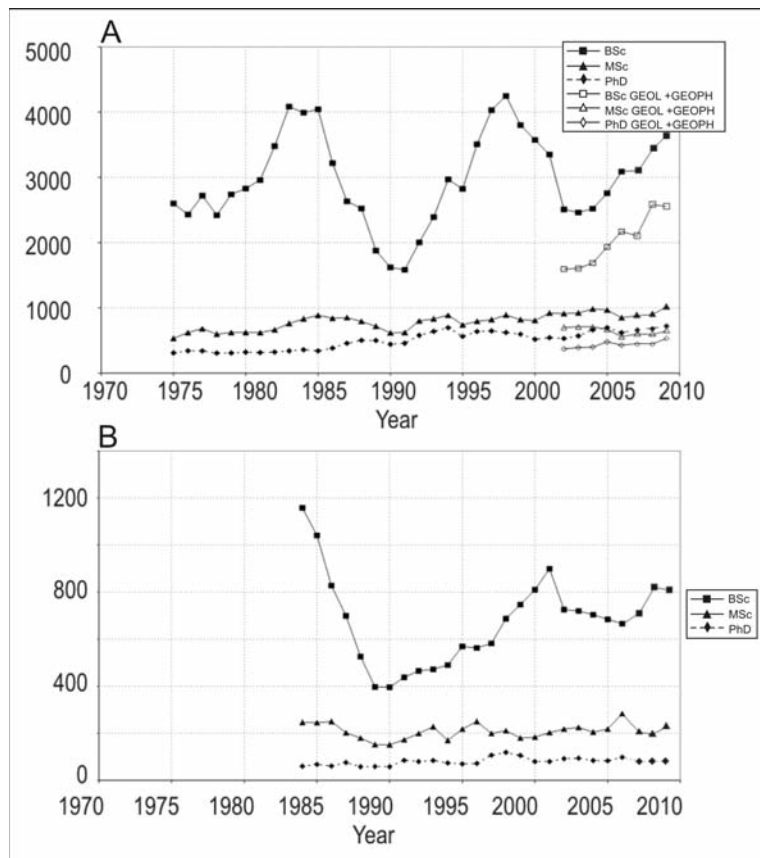 A
5000
4000
3000
2000
1000
0
1970 1975 1980 1985 1990 1995 2000 2005 2010
Year
BSc
MSc
PhD
BSc GEOL +GEOPH
MSc GEOL +GEOPH
PhD GEOL +GEOPH
B
1200
800
400
0
1970 1975 1980 1985 1990 1995 2000 2005 2010
Year
BSc
MSc
PhD